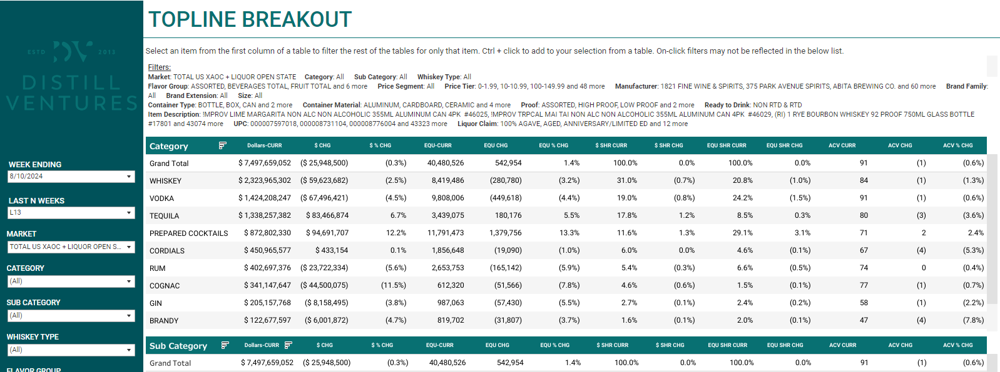 TOPLINE BREAKOUT
ESTD DV 2013
DISTILL
VENTURES
Select an item from the first column of a table to filter the rest of the tables for only that item. Ctrl + click to add to your selection from a table. On-click filters may not be reflected in the below list.
Filters:
Market: TOTAL US XAOC + LIQUOR OPEN STATE Category: All Sub Category: All Whiskey Type: All
Flavor Group: ASSORTED, BEVERAGES TOTAL, FRUIT TOTAL and 6 more Price Segment: All Price Tier: 0-1.99, 10-10.99, 100-149.99 and 48 more Manufacturer: 1821 FINE WINE & SPIRITS, 375 PARK AVENUE SPIRITS, ABITA BREWING CO. and 60 more Brand Family:
All Brand Extension: All Size: All
Container Type: BOTTLE, BOX, CAN and 2 more Container Material: ALUMINUM, CARDBOARD, CERAMIC and 4 more Proof: ASSORTED, HIGH PROOF, LOW PROOF and 2 more Ready to Drink: NON RTD & RTD
Item Description: !MPROV LIME MARGARITA NON ALC NON ALCOHOLIC 355ML ALUMINUM CAN 4PK #46025, !MPROV TRPCAL MAI TAI NON ALC NON ALCOHOLIC 355ML ALUMINUM CAN 4PK #46029, (RI) 1 RYE BOURBON WHISKEY 92 PROOF 750ML GLASS BOTTLE
#17801 and 43074 more UPC: 000007597018, 000008731104, 000008776004 and 43323 more Liquor Claim: 100% AGAVE, AGED, ANNIVERSARY/LIMITED ED and 12 more
WEEK ENDING
8/10/2024
LAST N WEEKS
L13
MARKET
TOTAL US XAOC + LIQUOR OPEN S...
CATEGORY
(All)
SUB CATEGORY
(All)
WHISKEY TYPE
(All)
FLAVOR GROUP
Category Dollars-CURR $ CHG $ % CHG EQU-CURR EQU CHG EQU % CHG $ SHR CURR $ SHR CHG EQU SHR CURR EQU SHR CHG ACV CURR ACV CHG ACV % CHG
Grand Total $ 7,497,659,052 ($ 25,948,500) (0.3%) 40,480,526 542,954 1.4% 100.0% 0.0% 100.0% 0.0% 91 (1) (0.6%)
WHISKEY $ 2,323,965,302 ($ 59,623,682) (2.5%) 8,419,486 (280,780) (3.2%) 31.0% (0.7%) 20.8% (1.0%) 84 (1) (1.3%)
VODKA $ 1,424,208,247 ($ 67,496,421) (4.5%) 9,808,006 (449,618) (4.4%) 19.0% (0.8%) 24.2% (1.5%) 91 (1) (0.6%)
TEQUILA $ 1,338,257,382 $ 83,466,874 6.7% 3,439,075 180,176 5.5% 17.8% 1.2% 8.5% 0.3% 80 (3) (3.6%)
PREPARED COCKTAILS $ 872,802,330 $ 94,691,707 12.2% 11,791,473 1,379,756 13.3% 11.6% 1.3% 29.1% 3.1% 71 2 2.4%
CORDIALS $ 450,965,577 $ 433,154 0.1% 1,856,648 (19,090) (1.0%) 6.0% 0.0% 4.6% (0.1%) 67 (4) (5.3%)
RUM $ 402,697,376 ($ 23,722,334) (5.6%) 2,653,753 (165,142) (5.9%) 5.4% (0.3%) 6.6% (0.5%) 74 0 (0.4%)
COGNAC $ 341,147,647 ($ 44,500,075) (11.5%) 612,320 (51,566) (7.8%) 4.6% (0.6%) 1.5% (0.1%) 77 (1) (0.7%)
GIN $ 205,157,768 ($ 8,158,495) (3.8%) 987,063 (57,430) (5.5%) 2.7% (0.1%) 2.4% (0.2%) 58 (1) (2.2%)
BRANDY $ 122,677,597 ($ 6,001,872) (4.7%) 819,702 (31,807) (3.7%) 1.6% (0.1%) 2.0% (0.1%) 47 (4) (7.8%)
Sub Category Dollars-CURR $ CHG $ % CHG EQU-CURR EQU CHG EQU % CHG $ SHR CURR $ SHR CHG EQU SHR CURR EQU SHR CHG ACV CURR ACV CHG ACV % CHG
Grand Total $ 7,497,659,052 ($ 25,948,500) (0.3%) 40,480,526 542,954 1.4% 100.0% 0.0% 100.0% 0.0% 91 (1) (0.6%)